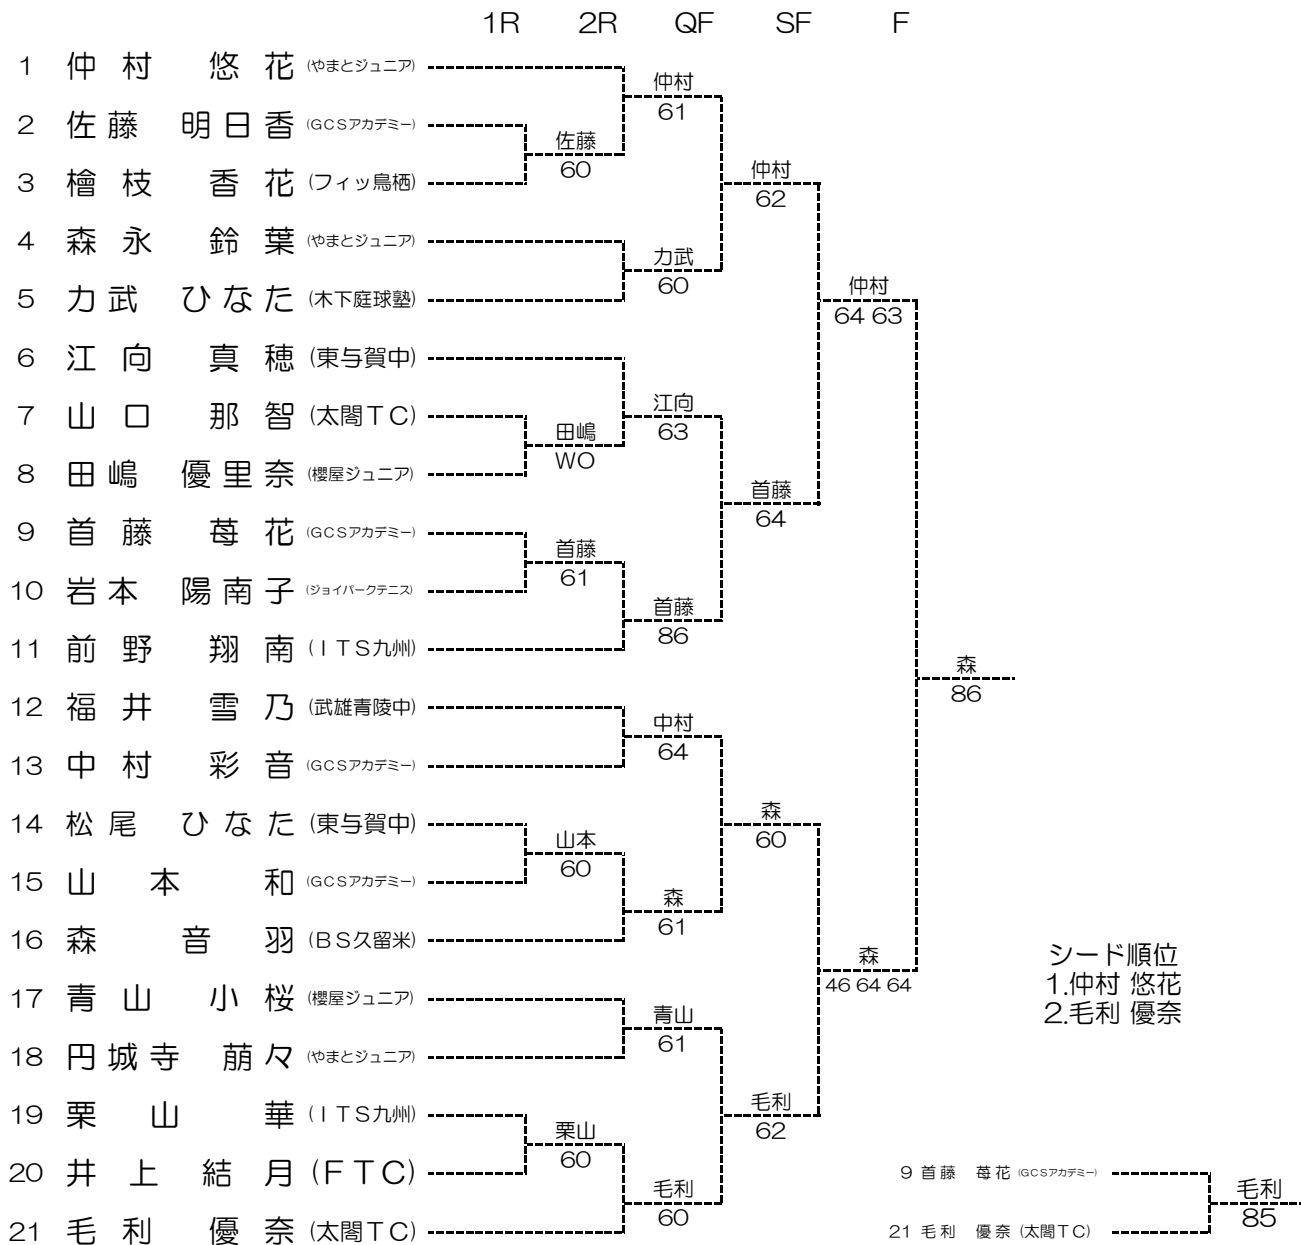 1R 2R QF SF F
1 仲村 悠花 (やまとジュニア)
仲村
61
2 佐藤 明日香 (GCSアカデミー)
佐藤
60
3 檜枝 香花 (フィッ鳥栖)
仲村
62
4 森永 鈴葉 (やまとジュニア)
力武
60
5 力武 ひなた (木下庭球塾)
仲村
64 63
6 江向 真穂 (東与賀中)
江向
63
7 山口 那智 (太閤TC)
田嶋
WO
8 田嶋 優里奈 (櫻屋ジュニア)
首藤
64
9 首藤 苺花 (GCSアカデミー)
首藤
61
10 岩本 陽南子 (ジョイパークテニス)
首藤
86
11 前野 翔南 (ITS九州)
森
86
12 福井 雪乃 (武雄青陵中)
中村
64
13 中村 彩音 (GCSアカデミー)
森
60
14 松尾 ひなた (東与賀中)
山本
60
15 山本 和 (GCSアカデミー)
森
61
16 森 音羽 (BS久留米)
森
46 64 64
シード順位
1.仲村 悠花
2.毛利 優奈
17 青山 小桜 (櫻屋ジュニア)
青山
61
18 円城寺 萠々 (やまとジュニア)
毛利
62
19 栗山 華 (ITS九州)
栗山
60
20 井上 結月 (FTC)
毛利
60
21 毛利 優奈 (太閤TC)
9 首藤 苺花 (GCSアカデミー)
毛利
85
21 毛利 優奈 (太閤TC)